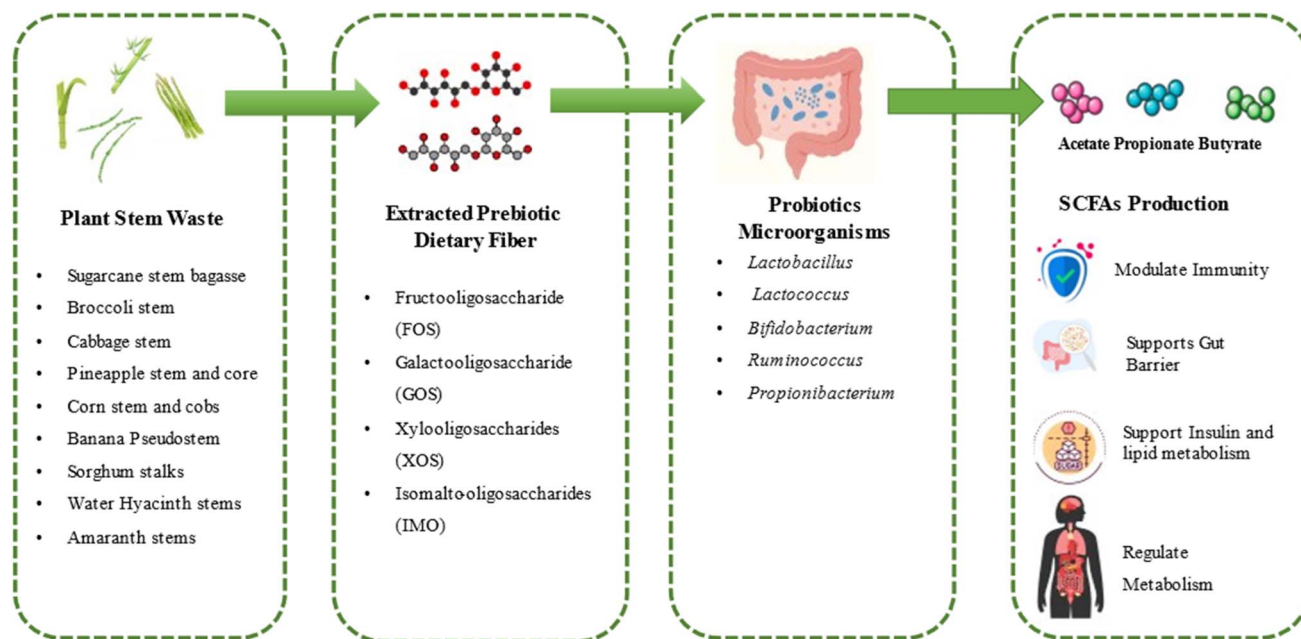 Plant Stem Waste
• Sugarcane stem bagasse
• Broccoli stem
• Cabbage stem
• Pineapple stem and core
• Corn stem and cobs
• Banana Pseudostem
• Sorghum stalks
• Water Hyacinth stems
• Amaranth stems
Extracted Prebiotic
Dietary Fiber
• Fructooligosaccharide
(FOS)
• Galactooligosaccharide
(GOS)
• Xylooligosaccharides
(XOS)
• Isomalto-oligosaccharides
(IMO)
Probiotics
Microorganisms
• Lactobacillus
• Lactococcus
• Bifidobacterium
• Ruminococcus
• Propionibacterium
Acetate Propionate Butyrate
SCFAs Production
Modulate Immunity
Supports Gut
Barrier
SUGAR
Support Insulin and
lipid metabolism
Regulate
Metabolism